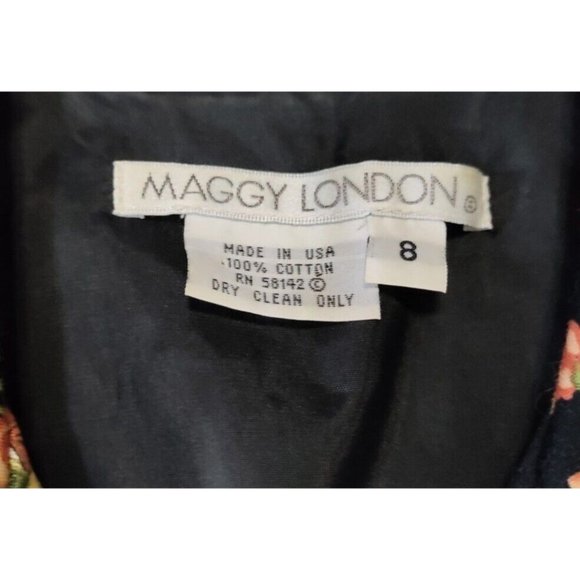 MAGGY LONDON ©
MADE IN USA
100% COTTON
RN 58142 ©
DRY CLEAN ONLY
8